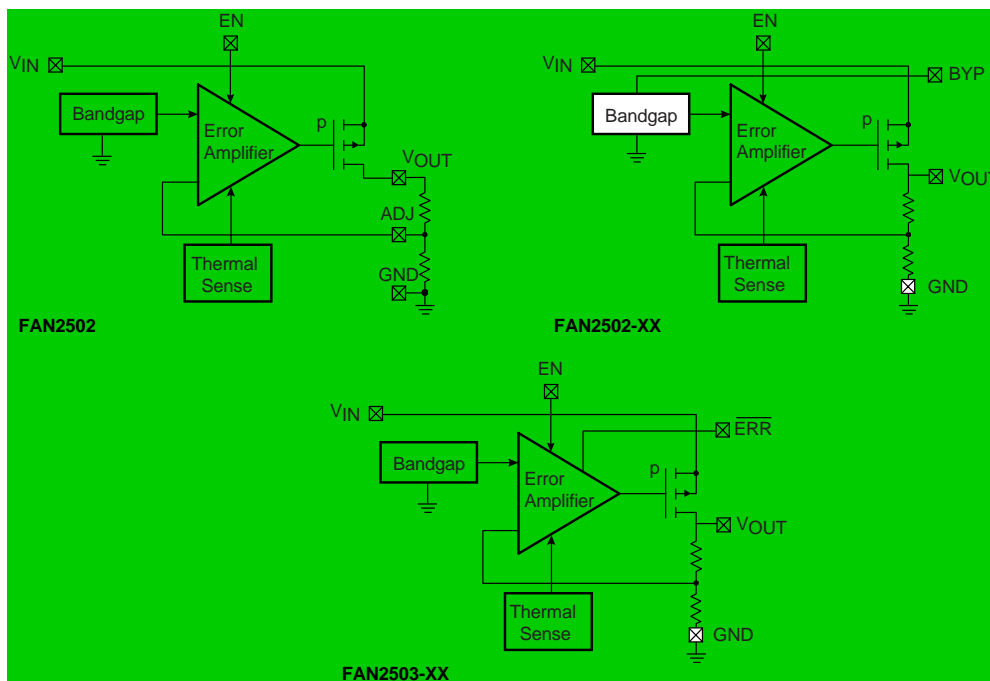 EN
VIN
Bandgap
Error
Amplifier
p
VOUT
ADJ
Thermal
Sense
GND
FAN2502
EN
VIN
BYP
Bandgap
Error
Amplifier
p
VOUT
Thermal
Sense
GND
FAN2502-XX
EN
VIN
ERR
Bandgap
Error
Amplifier
p
VOUT
Thermal
Sense
GND
FAN2503-XX